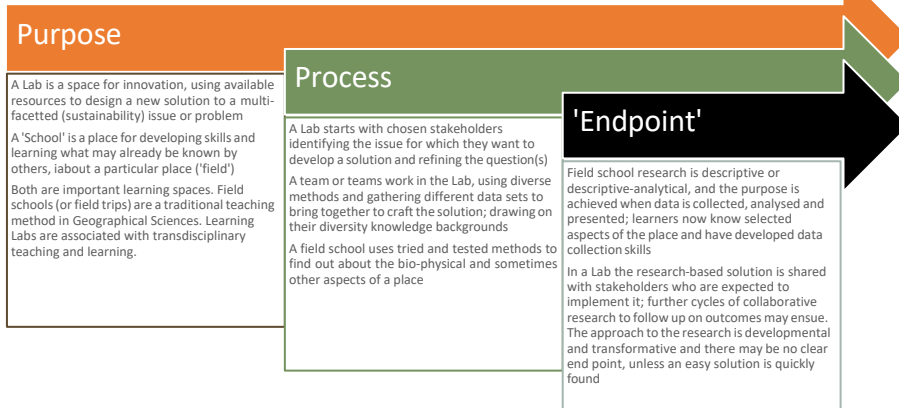 Purpose
A Lab is a space for innovation, using available
resources to design a new solution to a multi-
facetted (sustainability) issue or problem
A 'School' is a place for developing skills and
learning what may already be known by
others, iabout a particular place ('field')
Both are important learning spaces. Field
schools (or field trips) are a traditional teaching
method in Geographical Sciences. Learning
Labs are associated with transdisciplinary
teaching and learning.
Process
A Lab starts with chosen stakeholders
identifying the issue for which they want to
develop a solution and refining the question(s)
A team or teams work in the Lab, using diverse
methods and gathering different data sets to
bring together to craft the solution; drawing on
their diversity knowledge backgrounds
A field school uses tried and tested methods to
find out about the bio-physical and sometimes
other aspects of a place
'Endpoint'
Field school research is descriptive or
descriptive-analytical, and the purpose is
achieved when data is collected, analysed and
presented; learners now know selected
aspects of the place and have developed data
collection skills
In a Lab the research-based solution is shared
with stakeholders who are expected to
implement it; further cycles of collaborative
research to follow up on outcomes may ensue.
The approach to the research is developmental
and transformative and there may be no clear
end point, unless an easy solution is quickly
found